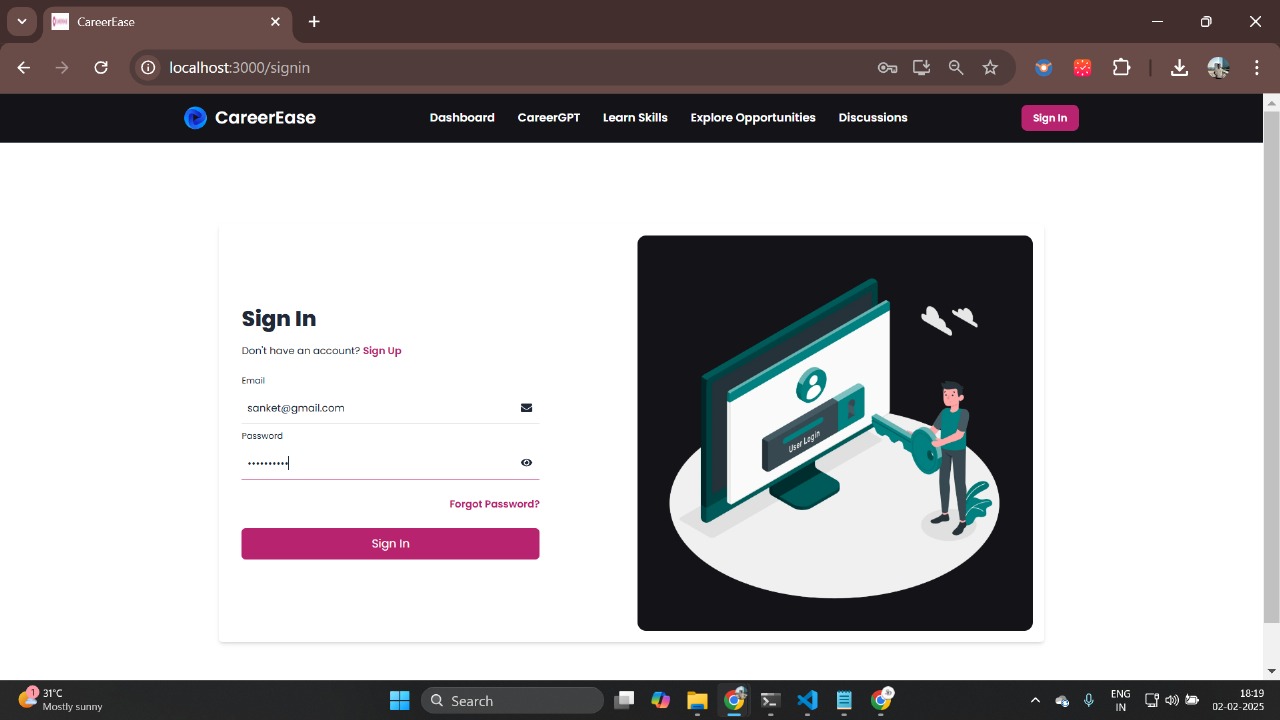 CareerEase
localhost:3000/signin
CareerEase Dashboard CareerGPT Learn Skills Explore Opportunities Discussions Sign In
Sign In
Don't have an account? Sign Up
Email
sanket@gmail.com
Password
••••••••••
Forgot Password?
Sign In
User Login
1
31°C
Mostly sunny
Search
ENG
IN
18:19
02-02-2025